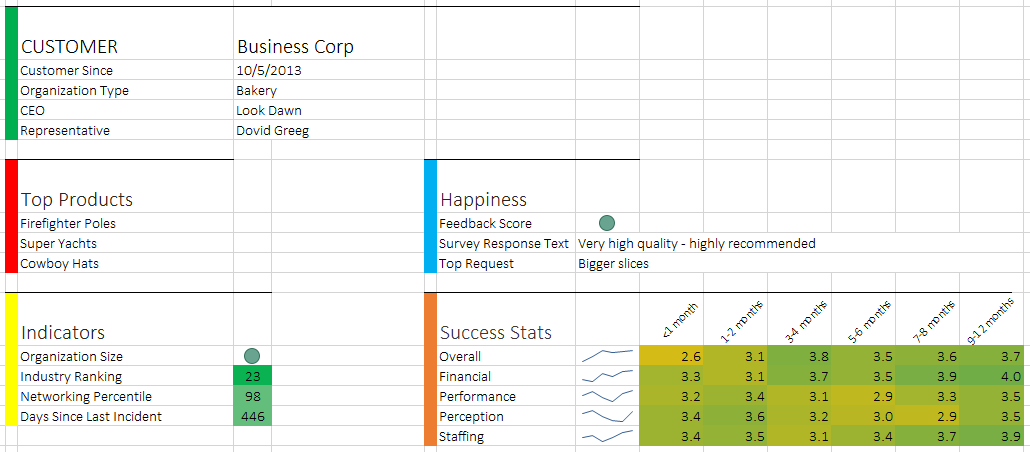 CUSTOMER Business Corp
Customer Since 10/5/2013
Organization Type Bakery
CEO Look Dawn
Representative Dovid Greeg
Top Products
Firefighter Poles
Super Yachts
Cowboy Hats
Happiness
Feedback Score
Survey Response Text Very high quality - highly recommended
Top Request Bigger slices
Indicators
Organization Size
Industry Ranking 23
Networking Percentile 98
Days Since Last Incident 446
Success Stats <1 month 1-2 months 3-4 months 5-6 months 7-8 months 9-12 months
Overall 2.6 3.1 3.8 3.5 3.6 3.7
Financial 3.3 3.1 3.7 3.5 3.9 4.0
Performance 3.2 3.4 3.1 2.9 3.3 3.5
Perception 3.4 3.6 3.2 3.0 2.9 3.5
Staffing 3.4 3.5 3.1 3.4 3.7 3.9